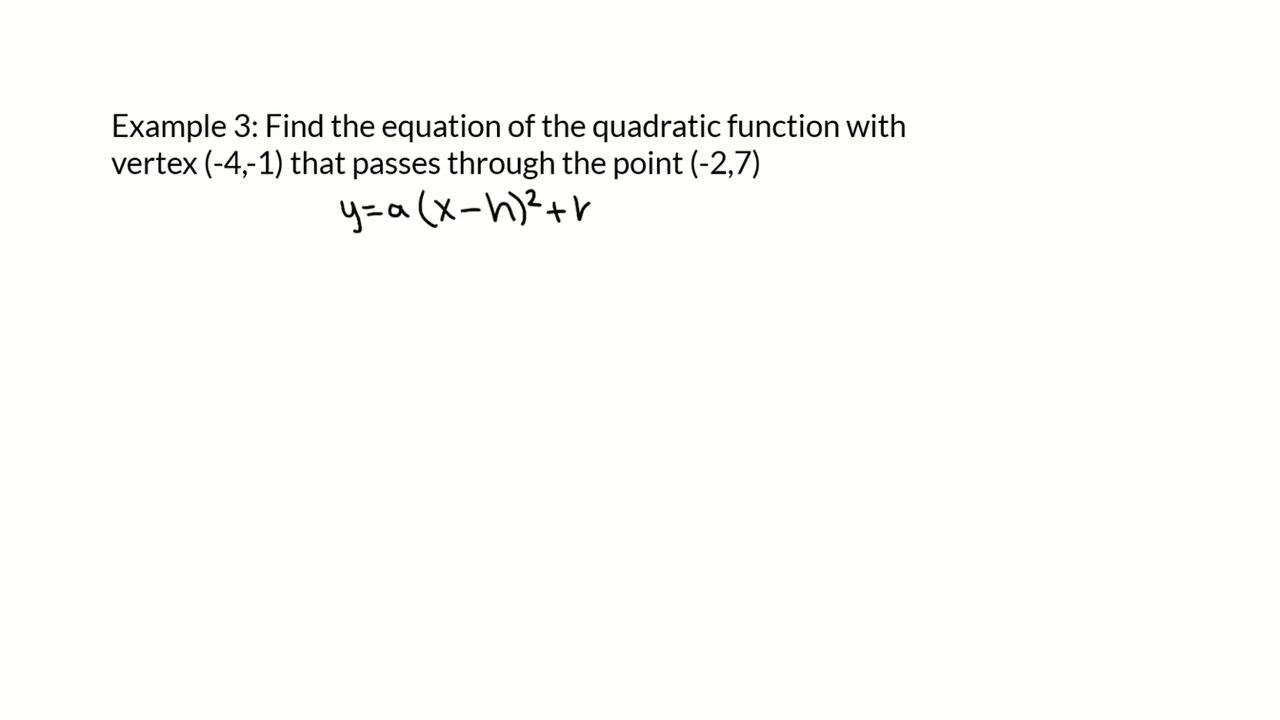 Example 3: Find the equation of the quadratic function with
vertex (-4,-1) that passes through the point (-2,7)
y=a(x-h)²+r